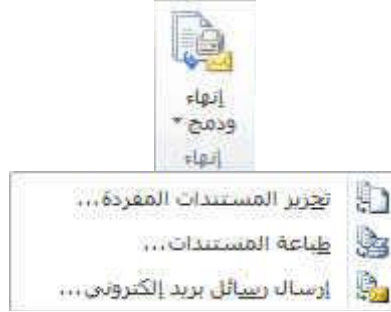 إنهاء
ودمج
إنهاء
تحرير المستندات المفردة...
طباعة المستندات...
إرسال رسائل بريد إلكتروني...